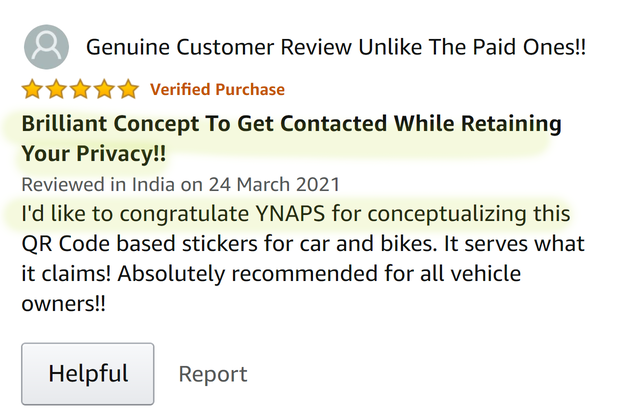 Genuine Customer Review Unlike The Paid Ones!!
Verified Purchase
Brilliant Concept To Get Contacted While Retaining
Your Privacy!!
Reviewed in India on 24 March 2021
I'd like to congratulate YNAPS for conceptualizing this
QR Code based stickers for car and bikes. It serves what
it claims! Absolutely recommended for all vehicle
owners!!
Helpful
Report